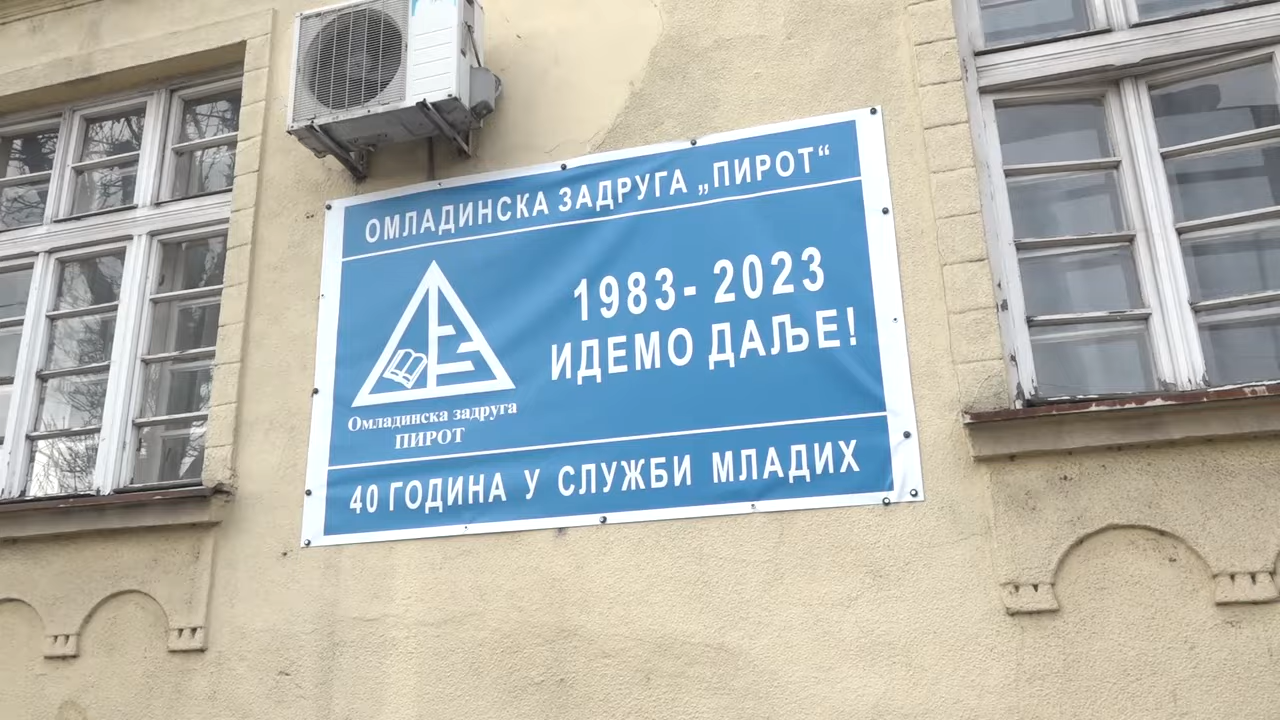 ОМЛАДИНСКА ЗАДРУГА „ПИРОТ“
1983- 2023
ИДЕМО ДАЉЕ!
Омладинска задруга
ПИРОТ
40 ГОДИНА У СЛУЖБИ МЛАДИХ